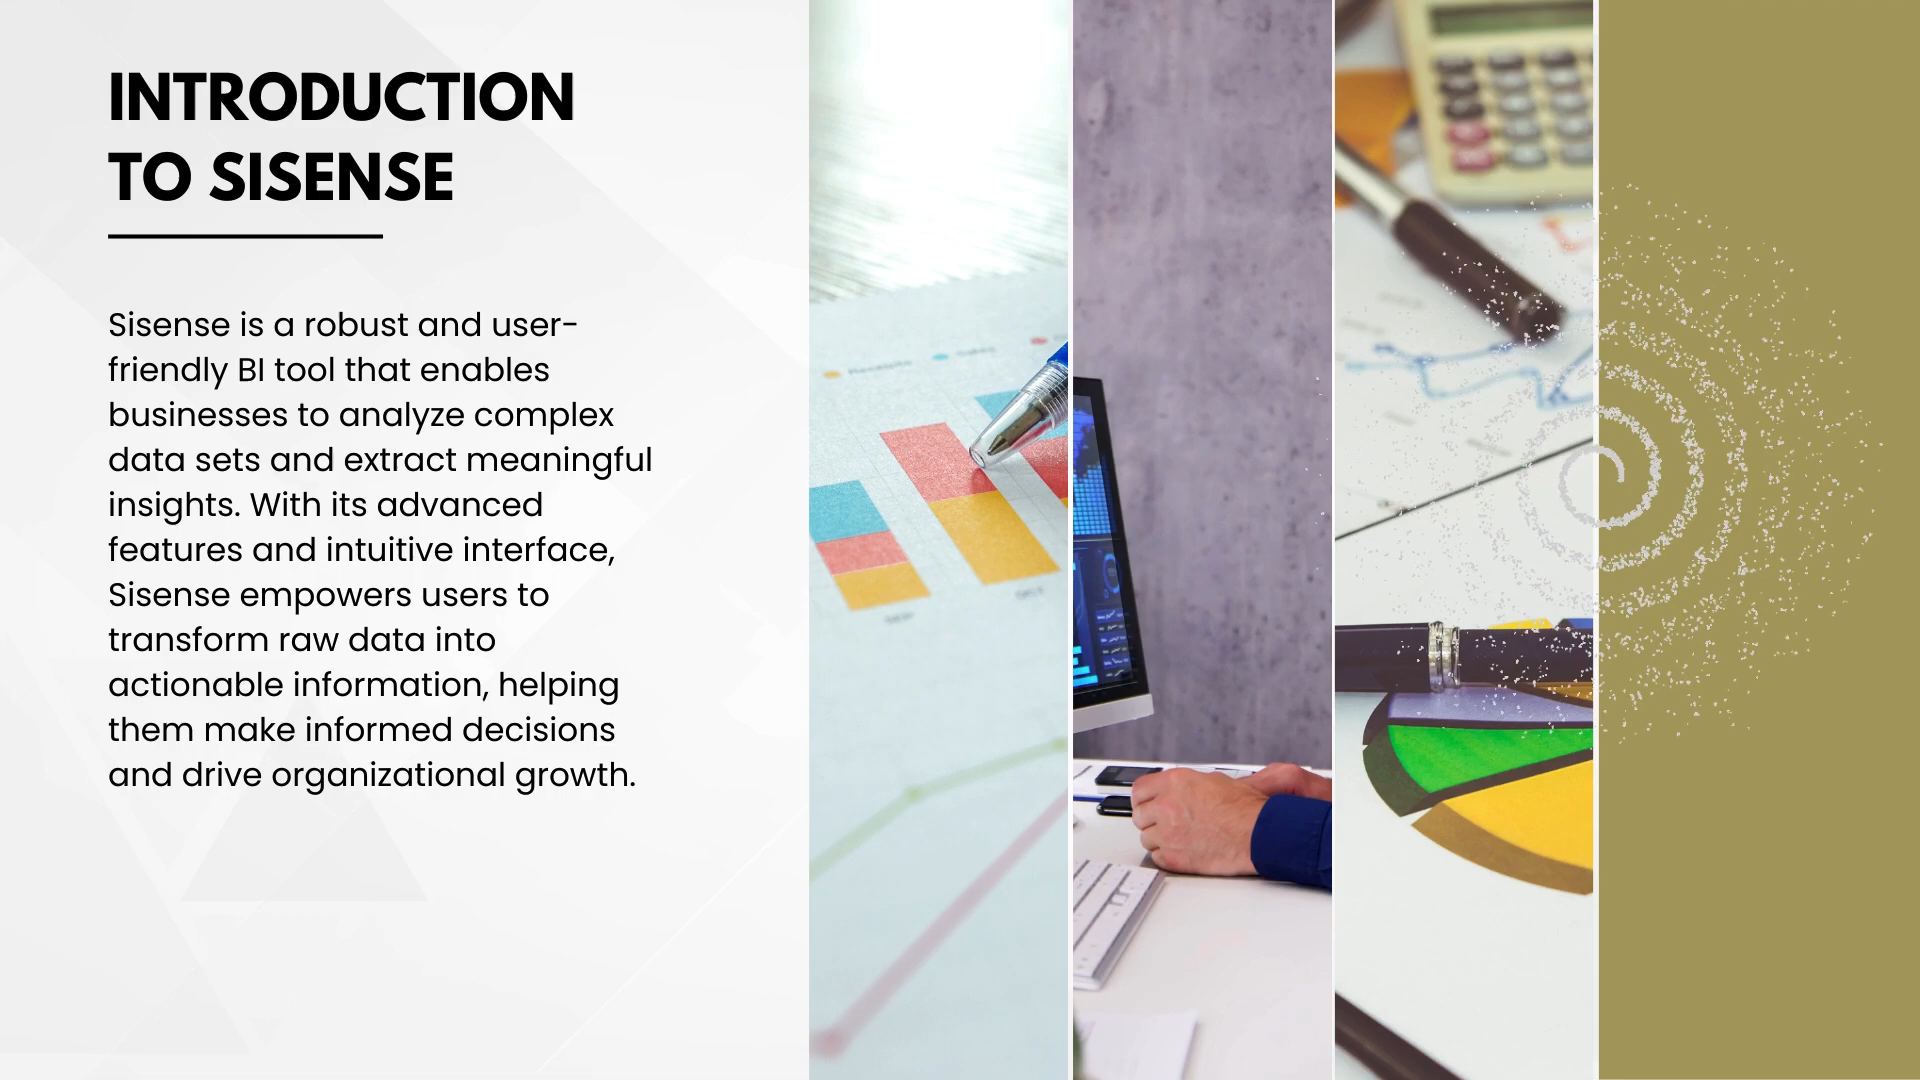 INTRODUCTION
TO SISENSE
Sisense is a robust and user-
friendly BI tool that enables
businesses to analyze complex
data sets and extract meaningful
insights. With its advanced
features and intuitive interface,
Sisense empowers users to
transform raw data into
actionable information, helping
them make informed decisions
and drive organizational growth.